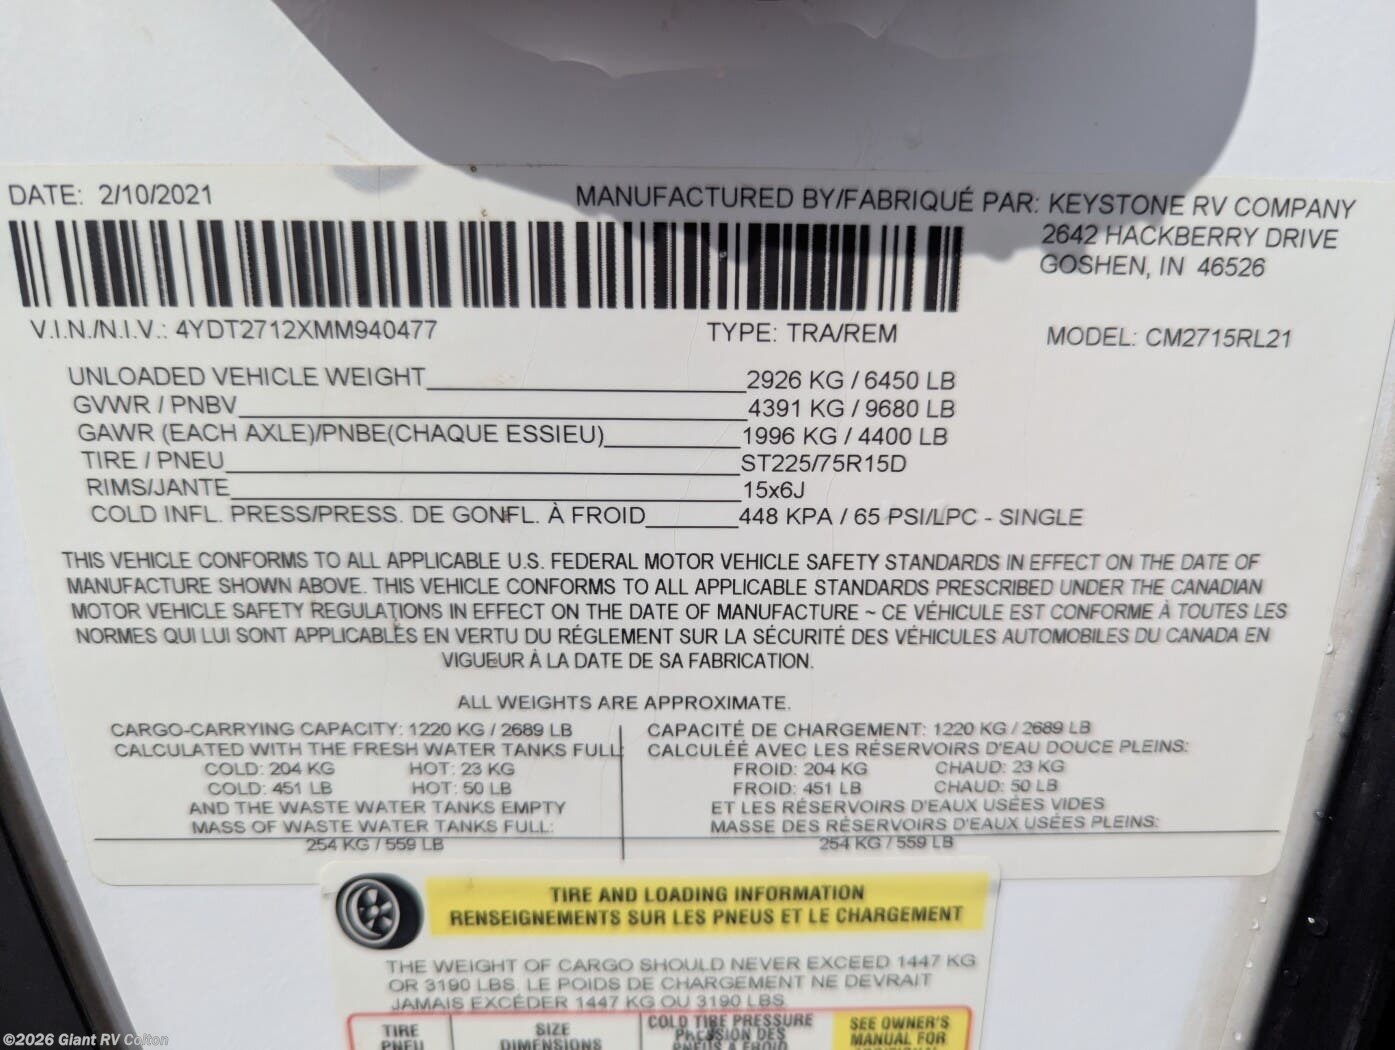 DATE: 2/10/2021
MANUFACTURED BY/FABRIQUÉ PAR: KEYSTONE RV COMPANY
2642 HACKBERRY DRIVE
GOSHEN, IN 46526
V.I.N./N.I.V.: 4YDT2712XMM940477
TYPE: TRA/REM
MODEL: CM2715RL21
UNLOADED VEHICLE WEIGHT 2926 KG / 6450 LB
GVWR / PNBV 4391 KG / 9680 LB
GAWR (EACH AXLE)/PNBE(CHAQUE ESSIEU) 1996 KG / 4400 LB
TIRE / PNEU ST225/75R15D
RIMS/JANTE 15x6J
COLD INFL. PRESS/PRESS. DE GONFL. À FROID 448 KPA / 65 PSI/LPC - SINGLE
THIS VEHICLE CONFORMS TO ALL APPLICABLE U.S. FEDERAL MOTOR VEHICLE SAFETY STANDARDS IN EFFECT ON THE DATE OF
MANUFACTURE SHOWN ABOVE. THIS VEHICLE CONFORMS TO ALL APPLICABLE STANDARDS PRESCRIBED UNDER THE CANADIAN
MOTOR VEHICLE SAFETY REGULATIONS IN EFFECT ON THE DATE OF MANUFACTURE ~ CE VÉHICULE EST CONFORME À TOUTES LES
NORMES QUI LUI SONT APPLICABLES EN VERTU DU RÉGLEMENT SUR LA SÉCURITÉ DES VÉHICULES AUTOMOBILES DU CANADA EN
VIGUEUR À LA DATE DE SA FABRICATION.
ALL WEIGHTS ARE APPROXIMATE.
CARGO-CARRYING CAPACITY: 1220 KG / 2689 LB
CALCULATED WITH THE FRESH WATER TANKS FULL:
COLD: 204 KG HOT: 23 KG
COLD: 451 LB HOT: 50 LB
AND THE WASTE WATER TANKS EMPTY
MASS OF WASTE WATER TANKS FULL:
254 KG / 559 LB
CAPACITÉ DE CHARGEMENT: 1220 KG / 2689 LB
CALCULÉE AVEC LES RÉSERVOIRS D'EAU DOUCE PLEINS:
FROID: 204 KG CHAUD: 23 KG
FROID: 451 LB CHAUD: 50 LB
ET LES RÉSERVOIRS D'EAUX USÉES VIDES
MASSE DES RÉSERVOIRS D'EAUX USÉES PLEINS:
254 KG / 559 LB
TIRE AND LOADING INFORMATION
RENSEIGNEMENTS SUR LES PNEUS ET LE CHARGEMENT
THE WEIGHT OF CARGO SHOULD NEVER EXCEED 1447 KG
OR 3190 LBS. LE POIDS DE CHARGEMENT NE DEVRAIT
JAMAIS EXCÉDER 1447 KG OU 3190 LBS.
TIRE
PNEU
SIZE
DIMENSIONS
COLD TIRE PRESSURE
PRESSION DES
PNEUS A FROID
SEE OWNER'S
MANUAL FOR
©2026 Giant RV Colton